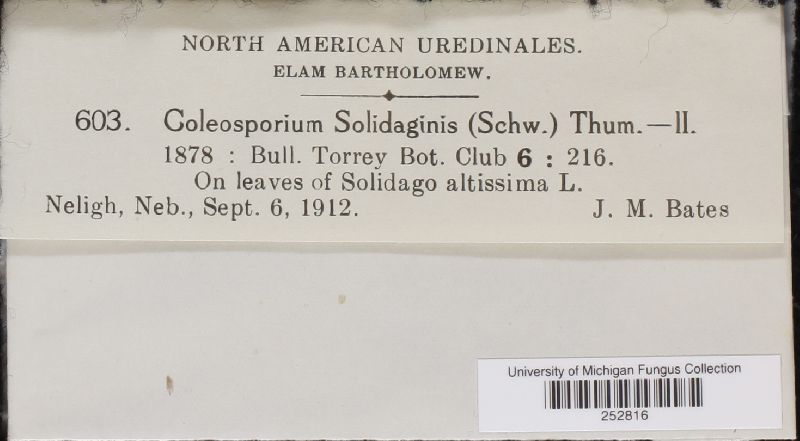 NORTH AMERICAN UREDINALES.
ELAM BARTHOLOMEW.
603. Coleosporium Solidaginis (Schw.) Thum.—II.
1878 : Bull. Torrey Bot. Club 6 : 216.
On leaves of Solidago altissima L.
Neligh, Neb., Sept. 6, 1912. J. M. Bates
University of Michigan Fungus Collection
252816